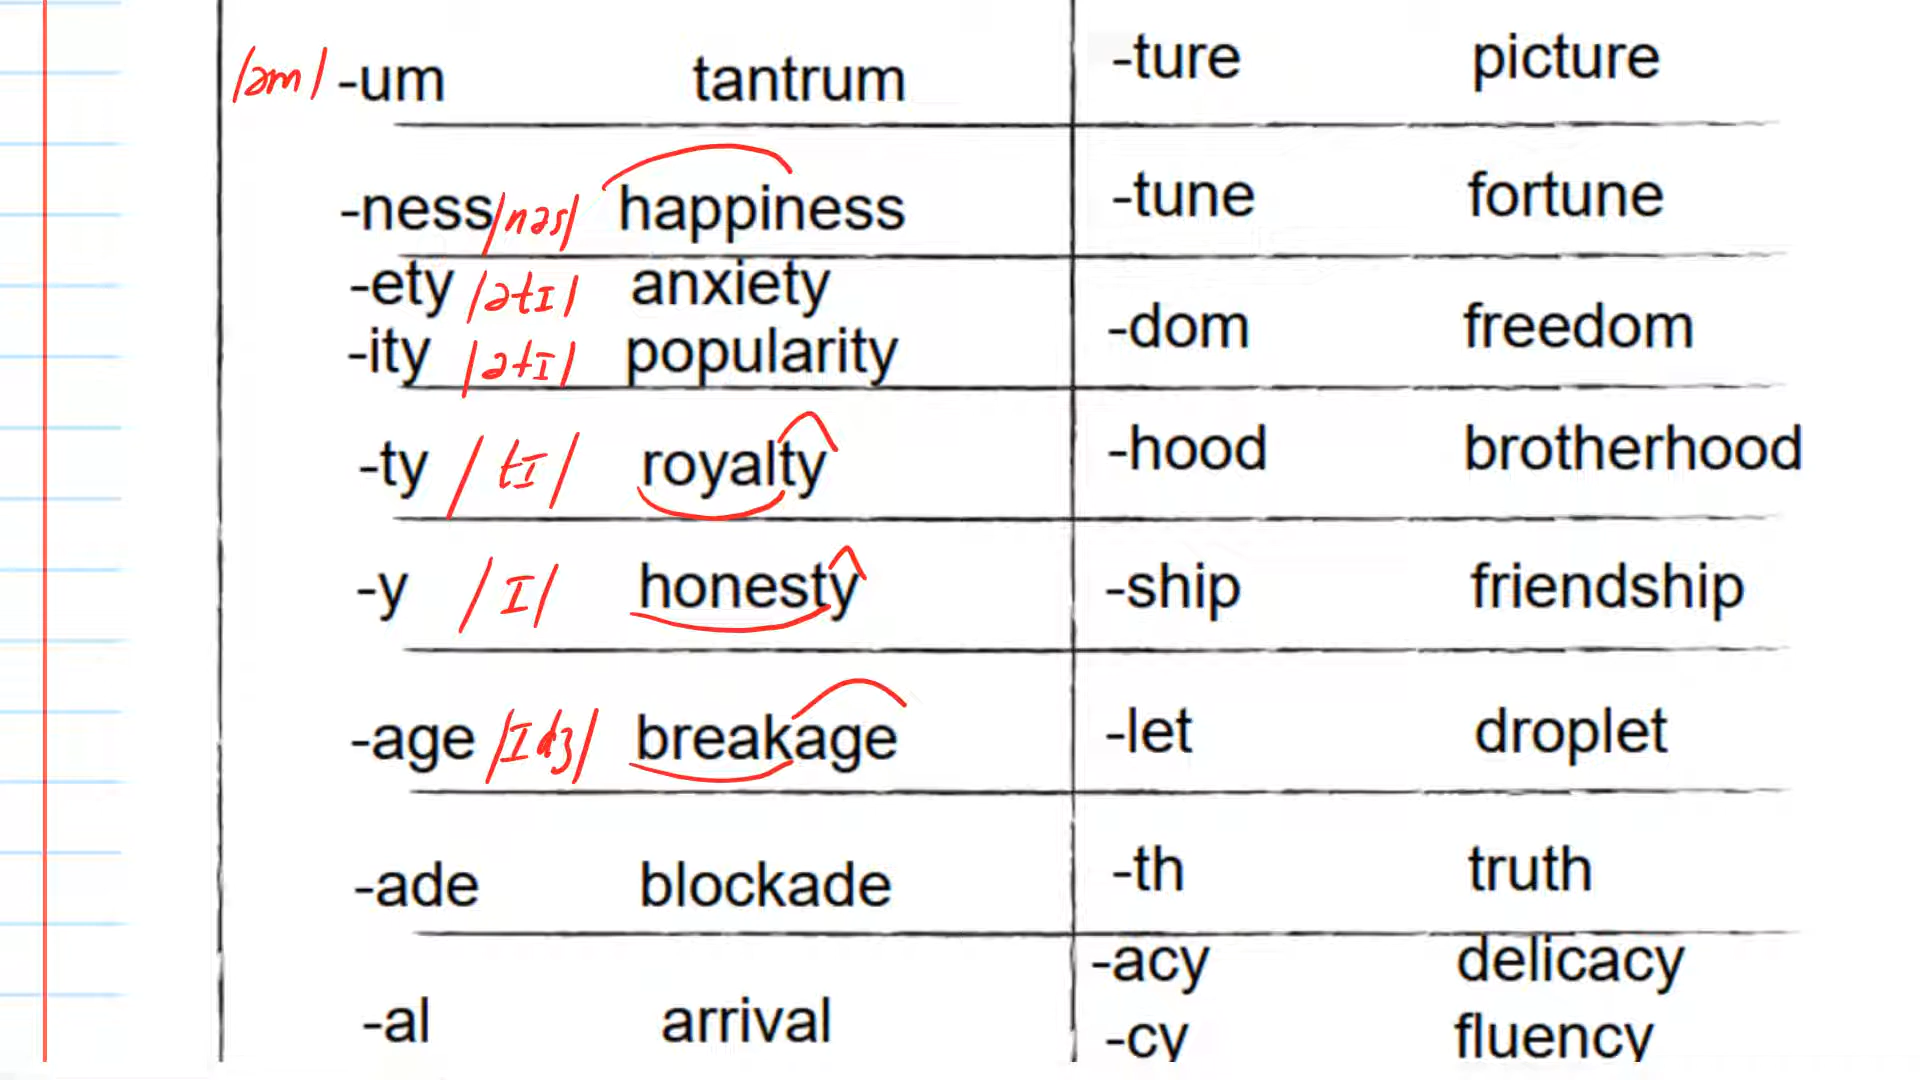 /əm/ -um tantrum
-ness /nəs/ happiness
-ety /ətɪ/ anxiety
-ity /ətɪ/ popularity
-ty /tɪ/ royalty
-y /ɪ/ honesty
-age /ɪdʒ/ breakage
-ade blockade
-al arrival
-ture picture
-tune fortune
-dom freedom
-hood brotherhood
-ship friendship
-let droplet
-th truth
-acy delicacy
-cy fluency